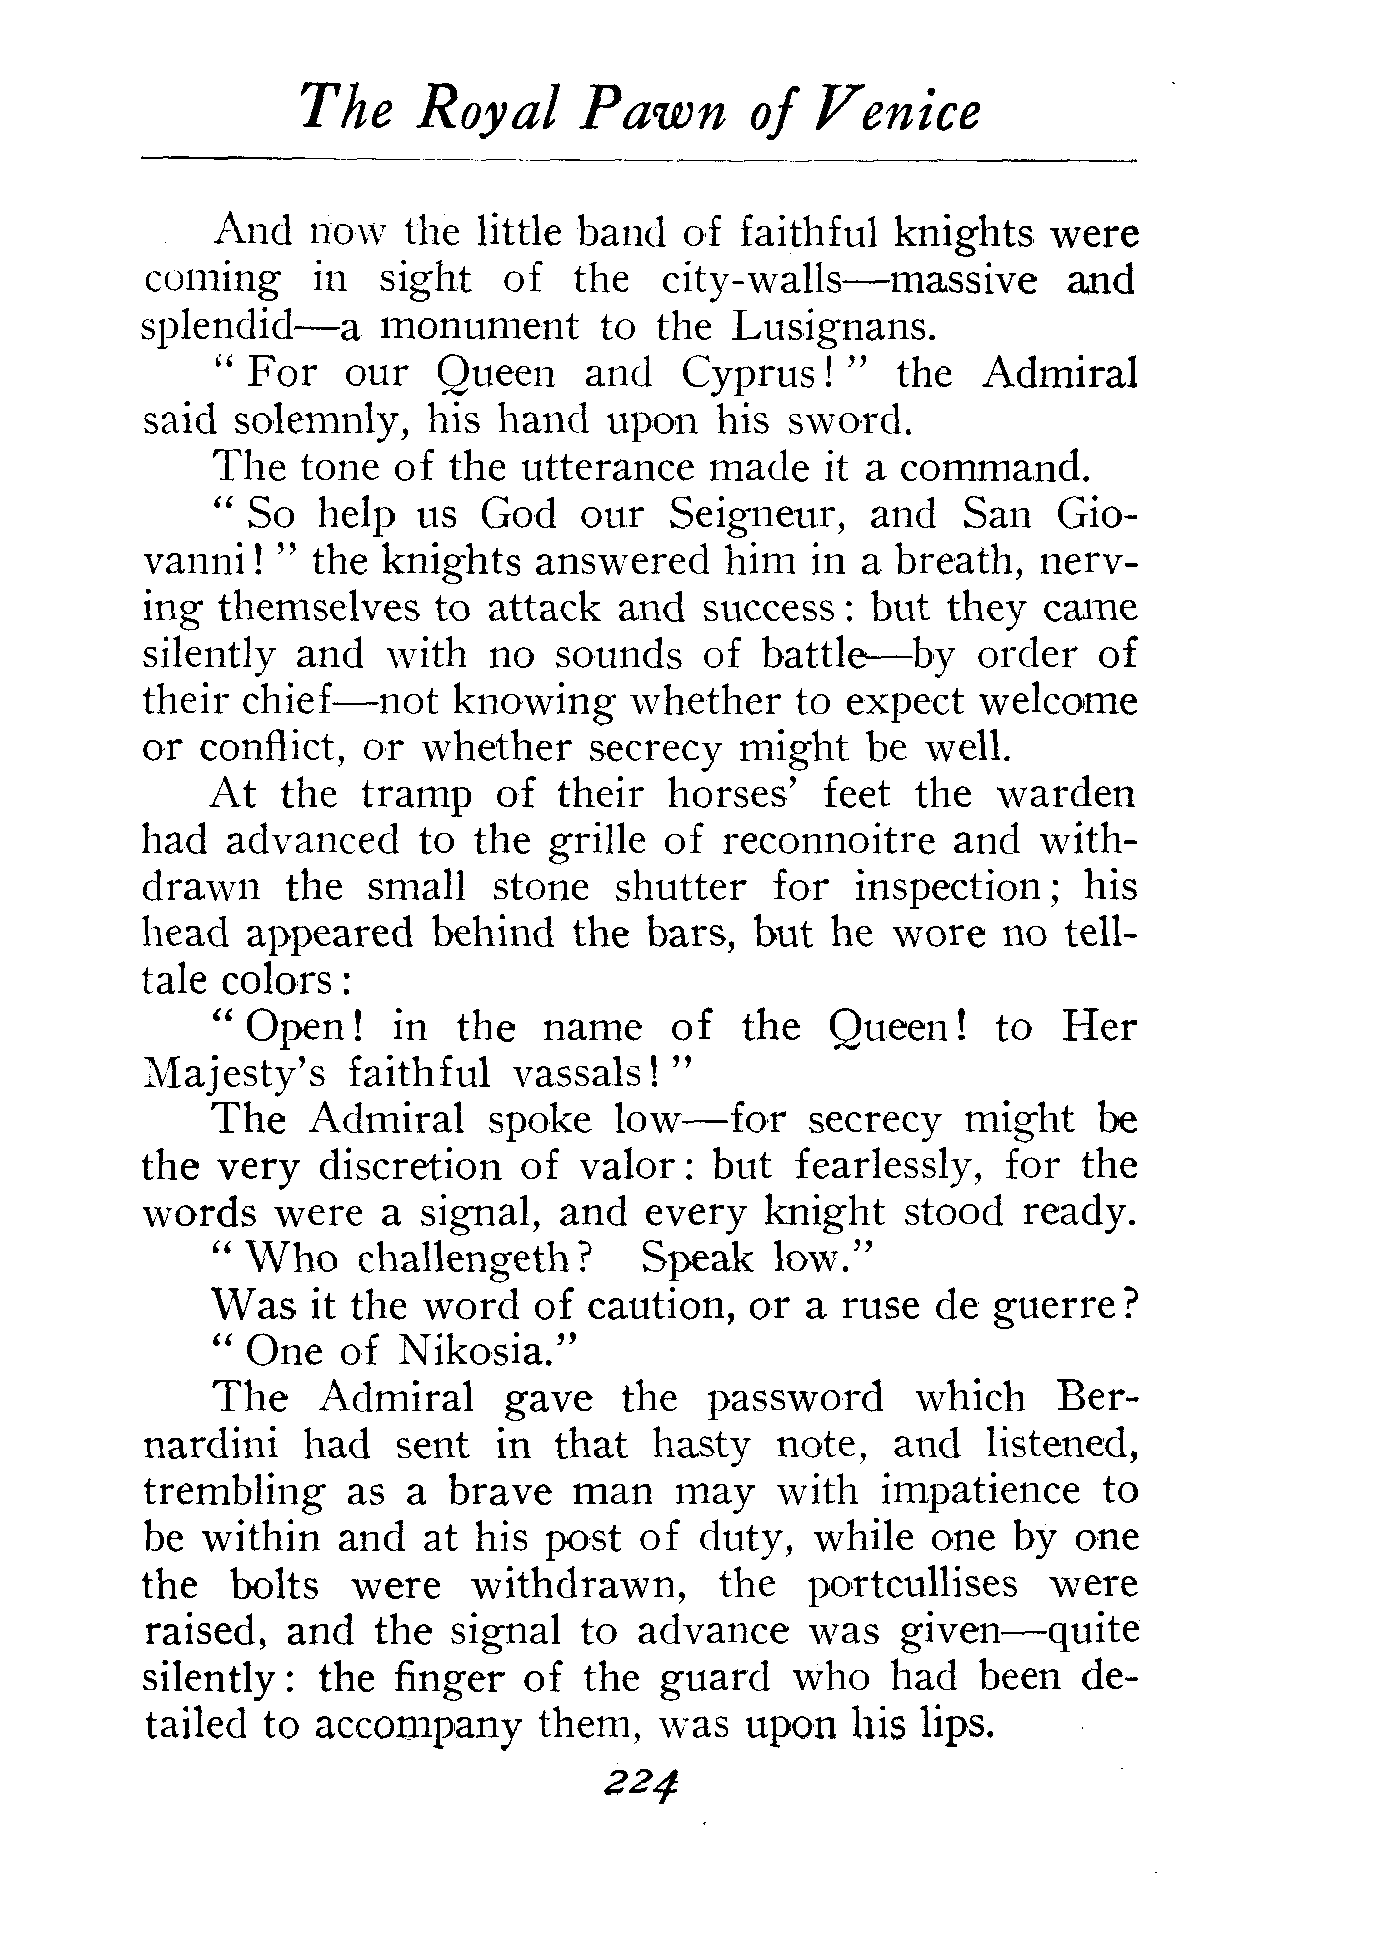 The Royal Pawn of Venice
And now the little band of faithful knights were
coming in sight of the city-walls—massive and
splendid—a monument to the Lusignans.
“ For our Queen and Cyprus! ” the Admiral
said solemnly, his hand upon his sword.
The tone of the utterance made it a command.
“ So help us God our Seigneur, and San Gio-
vanni! ” the knights answered him in a breath, nerv-
ing themselves to attack and success: but they came
silently and with no sounds of battle—by order of
their chief—not knowing whether to expect welcome
or conflict, or whether secrecy might be well.
At the tramp of their horses’ feet the warden
had advanced to the grille of reconnoitre and with-
drawn the small stone shutter for inspection; his
head appeared behind the bars, but he wore no tell-
tale colors:
“ Open! in the name of the Queen! to Her
Majesty’s faithful vassals! ”
The Admiral spoke low—for secrecy might be
the very discretion of valor: but fearlessly, for the
words were a signal, and every knight stood ready.
“ Who challengeth? Speak low.”
Was it the word of caution, or a ruse de guerre?
“ One of Nikosia.”
The Admiral gave the password which Ber-
nardini had sent in that hasty note, and listened,
trembling as a brave man may with impatience to
be within and at his post of duty, while one by one
the bolts were withdrawn, the portcullises were
raised, and the signal to advance was given—quite
silently: the finger of the guard who had been de-
tailed to accompany them, was upon his lips.
224